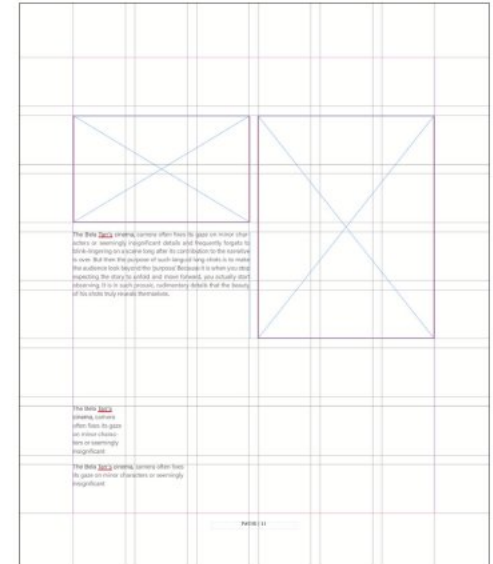 The Bela Tarr's cinema, camera often fixes its gaze on minor char-
acters or seemingly insignificant details and frequently forgets to
blink-lingering on a scene long after its contribution to the narrative
is over. But then the purpose of such languid long shots is to make
the audience look beyond the 'purpose'. Because it is when you stop
expecting the story to unfold and move forward, you actually start
observing. It is in such prosaic, rudimentary details that the beauty
of his shots truly reveals themselves.
The Bela Tarr's
cinema, camera
often fixes its gaze
on minor charac-
ters or seemingly
insignificant
The Bela Tarr's cinema, camera often fixes
its gaze on minor characters or seemingly
insignificant